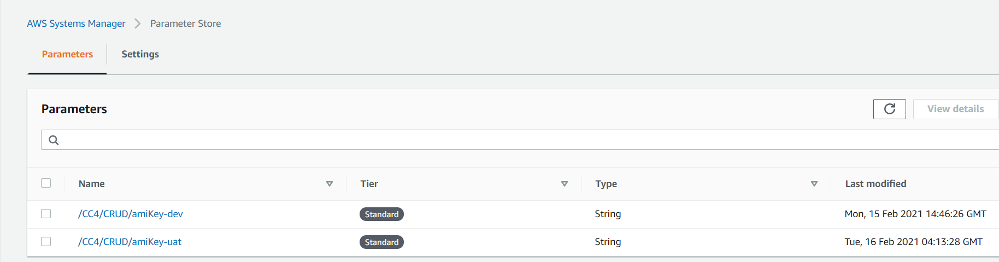 AWS Systems Manager > Parameter Store
Parameters Settings
Parameters View details
Name Tier Type Last modified
/CC4/CRUD/amiKey-dev Standard String Mon, 15 Feb 2021 14:46:26 GMT
/CC4/CRUD/amiKey-uat Standard String Tue, 16 Feb 2021 04:13:28 GMT